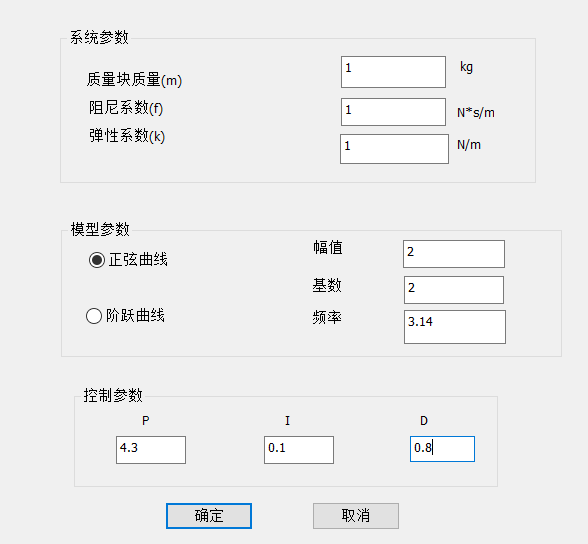 系统参数
质量块质量(m) 1 kg
阻尼系数(f) 1 N*s/m
弹性系数(k) 1 N/m
模型参数
正弦曲线 幅值 2
基数 2
阶跃曲线 频率 3.14
控制参数
P I D
4.3 0.1 0.8
确定 取消